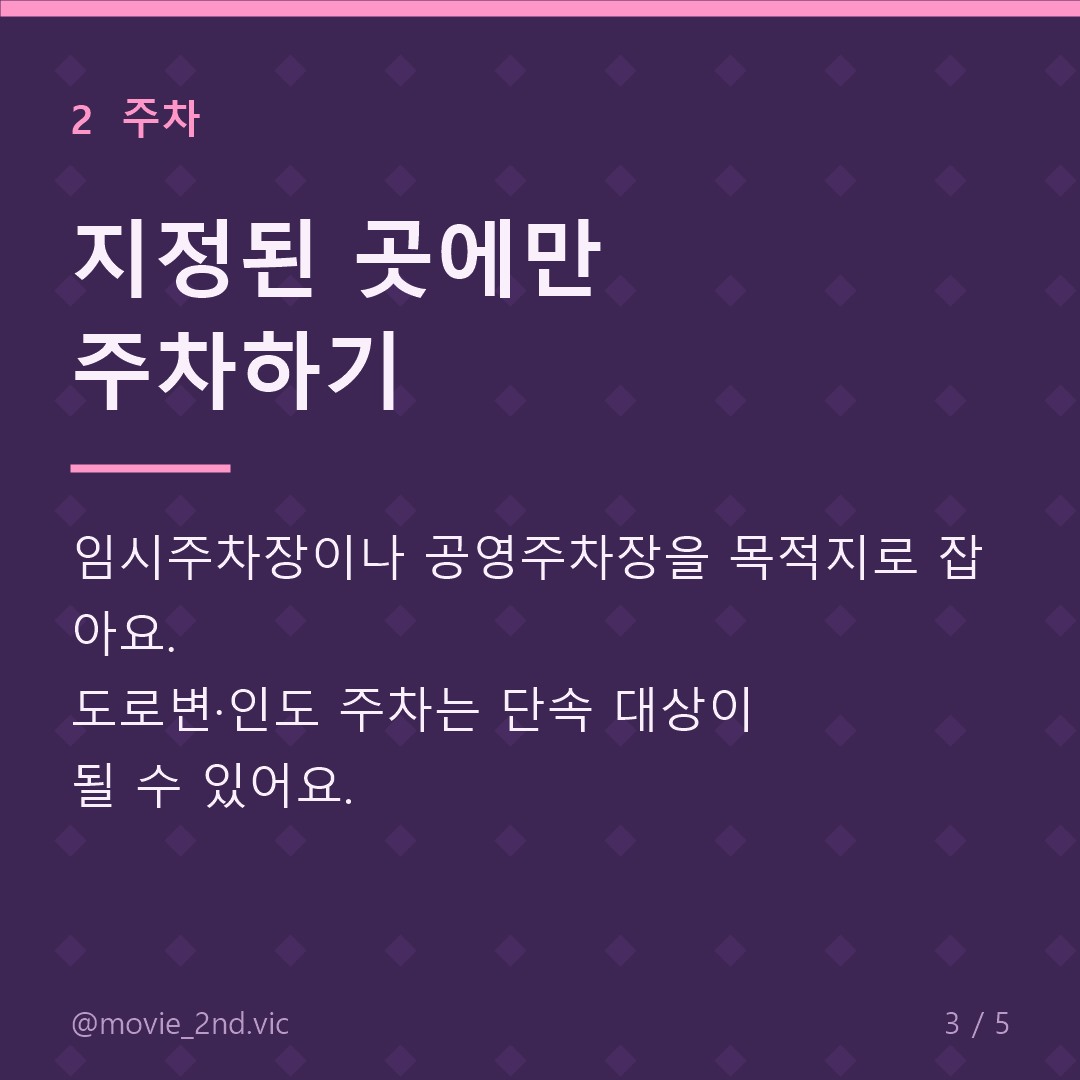 2 주차
지정된 곳에만
주차하기
임시주차장이나 공영주차장을 목적지로 잡
아요.
도로변·인도 주차는 단속 대상이
될 수 있어요.
@movie_2nd.vic
3 / 5